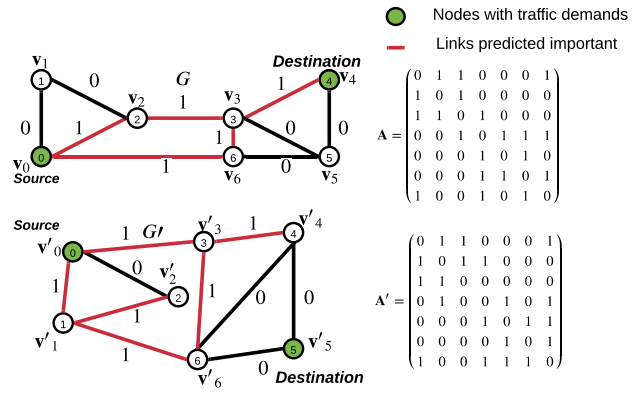 Nodes with traffic demands
Links predicted important
v1
1
0
G
1
Destination
4
v4
1
v2
2
v3
3
0
1
1
0
0
v0
0
Source
1
6
v6
0
5
v5
A =
0 1 1 0 0 0 1
1 0 1 0 0 0 0
1 1 0 1 0 0 0
0 0 1 0 1 1 1
0 0 0 1 0 1 0
0 0 0 1 1 0 1
1 0 0 1 0 1 0
Source
v'0
0
1
G'
v'3
3
1
v'4
4
0
v'2
2
1
1
1
0
0
1
v'1
1
6
v'6
0
5
v'5
Destination
A' =
0 1 1 0 0 0 1
1 0 1 1 0 0 0
1 1 0 0 0 0 0
0 1 0 0 1 0 1
0 0 0 1 0 1 1
0 0 0 0 1 0 1
1 0 0 1 1 1 0